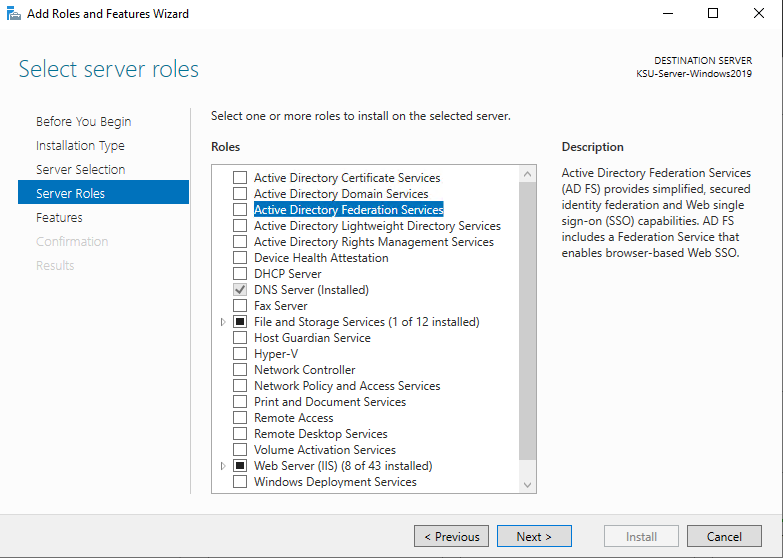 Add Roles and Features Wizard
Select server roles
DESTINATION SERVER
KSU-Server-Windows2019
Before You Begin
Installation Type
Server Selection
Server Roles
Features
Confirmation
Results
Select one or more roles to install on the selected server.
Roles
Active Directory Certificate Services
Active Directory Domain Services
Active Directory Federation Services
Active Directory Lightweight Directory Services
Active Directory Rights Management Services
Device Health Attestation
DHCP Server
DNS Server (Installed)
Fax Server
File and Storage Services (1 of 12 installed)
Host Guardian Service
Hyper-V
Network Controller
Network Policy and Access Services
Print and Document Services
Remote Access
Remote Desktop Services
Volume Activation Services
Web Server (IIS) (8 of 43 installed)
Windows Deployment Services
Description
Active Directory Federation Services
(AD FS) provides simplified, secured
identity federation and Web single
sign-on (SSO) capabilities. AD FS
includes a Federation Service that
enables browser-based Web SSO.
< Previous
Next >
Install
Cancel